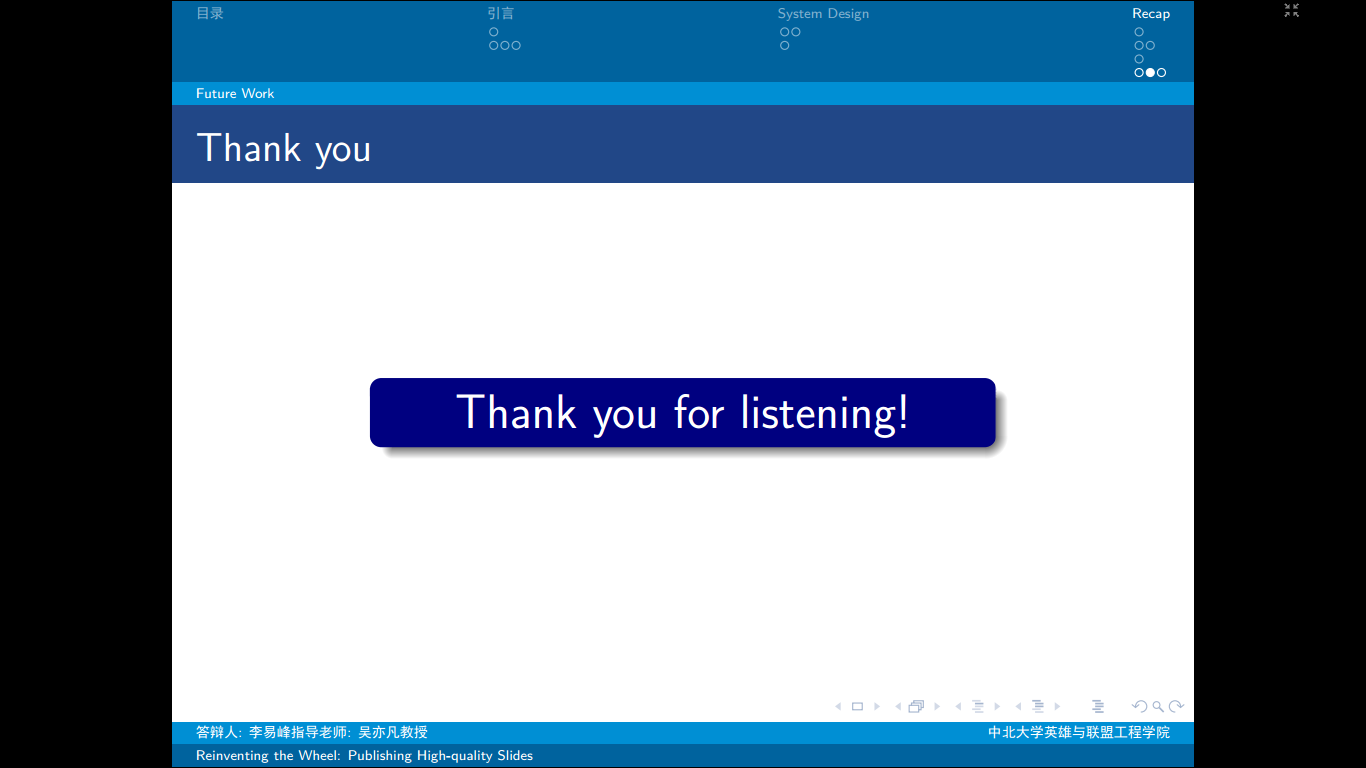 目录 引言 System Design Recap
Future Work
Thank you
Thank you for listening!
答辩人: 李易峰指导老师: 吴亦凡教授 中北大学英雄与联盟工程学院
Reinventing the Wheel: Publishing High-quality Slides